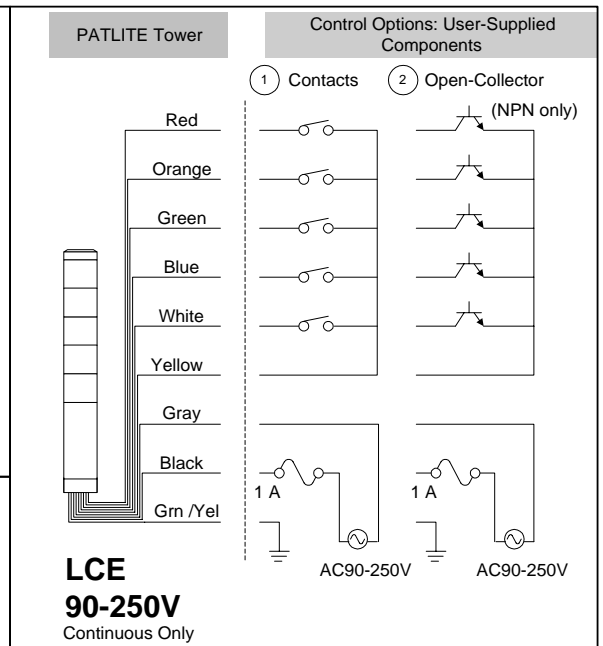 PATLITE Tower
Control Options: User-Supplied
Components
1 Contacts
2 Open-Collector
(NPN only)
Red
Orange
Green
Blue
White
Yellow
Gray
Black
Grn /Yel
1 A
1 A
AC90-250V
AC90-250V
LCE
90-250V
Continuous Only